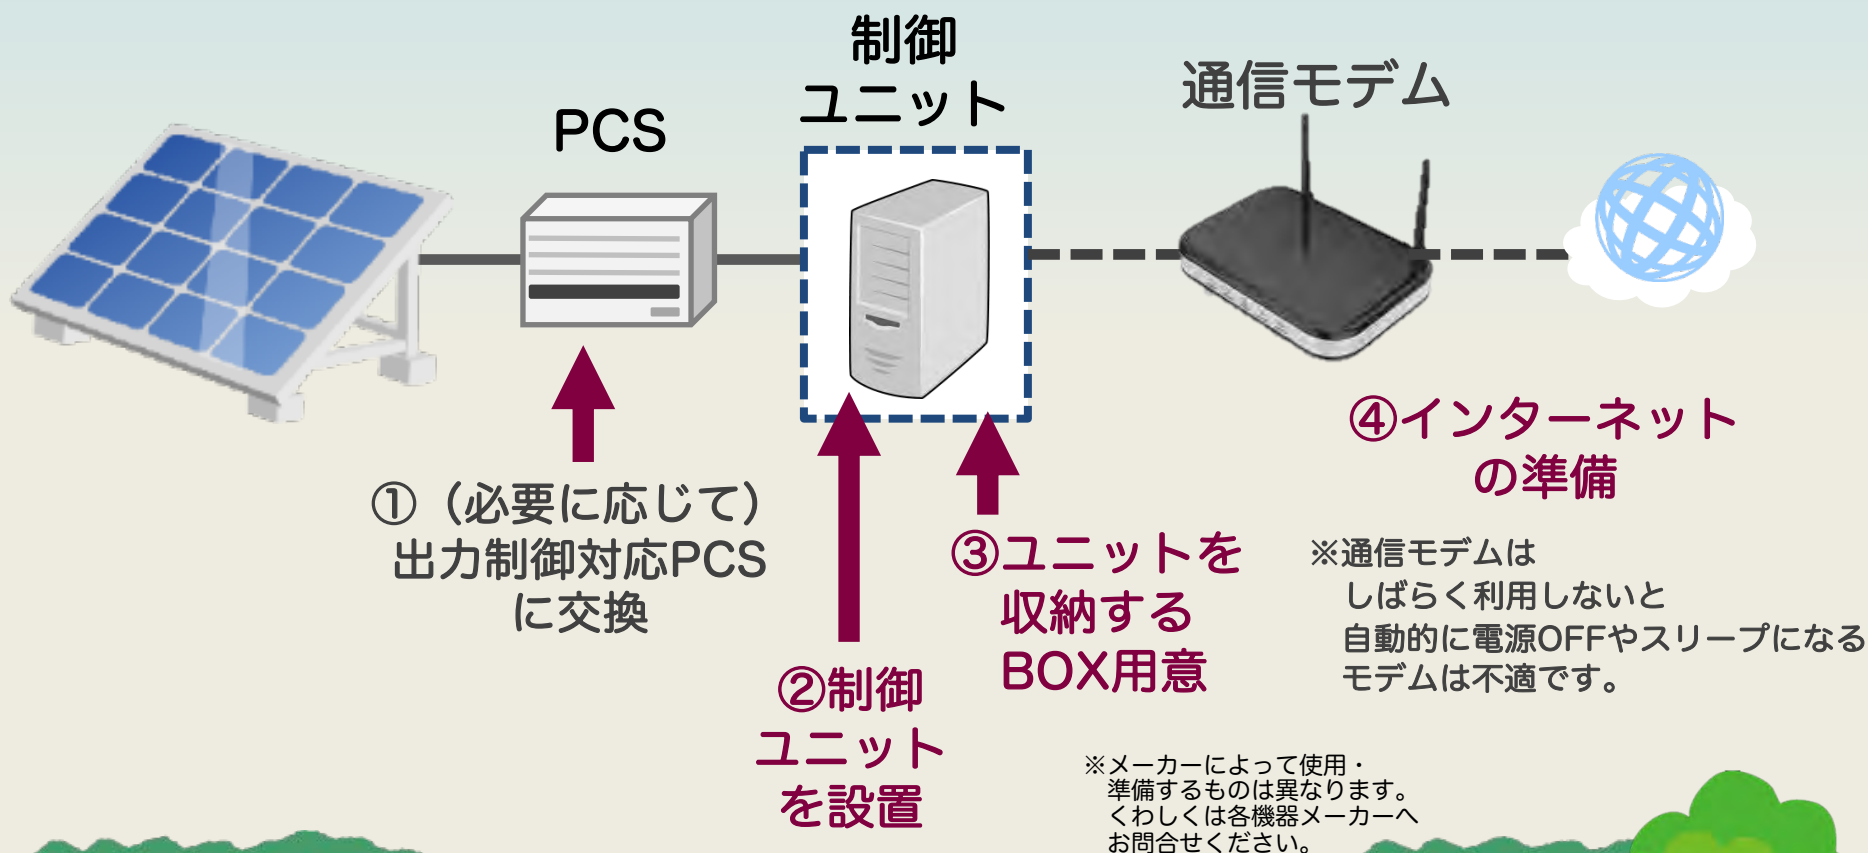 制御
ユニット
PCS
通信モデム
①（必要に応じて）
出力制御対応PCS
に交換
②制御
ユニット
を設置
③ユニットを
収納する
BOX用意
④インターネット
の準備
※通信モデムは
しばらく利用しないと
自動的に電源OFFやスリープになる
モデムは不適です。
※メーカーによって使用・
準備するものは異なります。
くわしくは各機器メーカーへ
お問合せください。